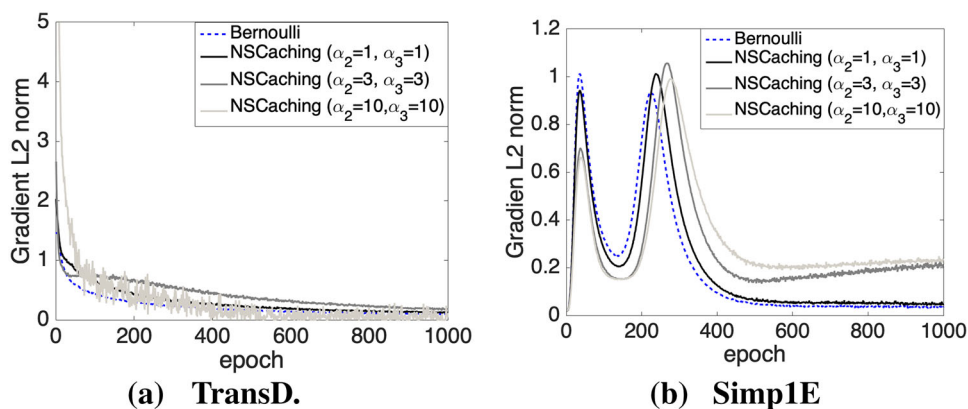 Gradient L2 norm
5
4
3
2
1
0
0 200 400 600 800 1000
epoch
Bernoulli
NSCaching (α2=1, α3=1)
NSCaching (α2=3, α3=3)
NSCaching (α2=10,α3=10)
(a) TransD.
Gradien L2 norm
1.2
1
0.8
0.6
0.4
0.2
0
0 200 400 600 800 1000
epoch
Bernoulli
NSCaching (α2=1, α3=1)
NSCaching (α2=3, α3=3)
NSCaching (α2=10,α3=10)
(b) Simp1E